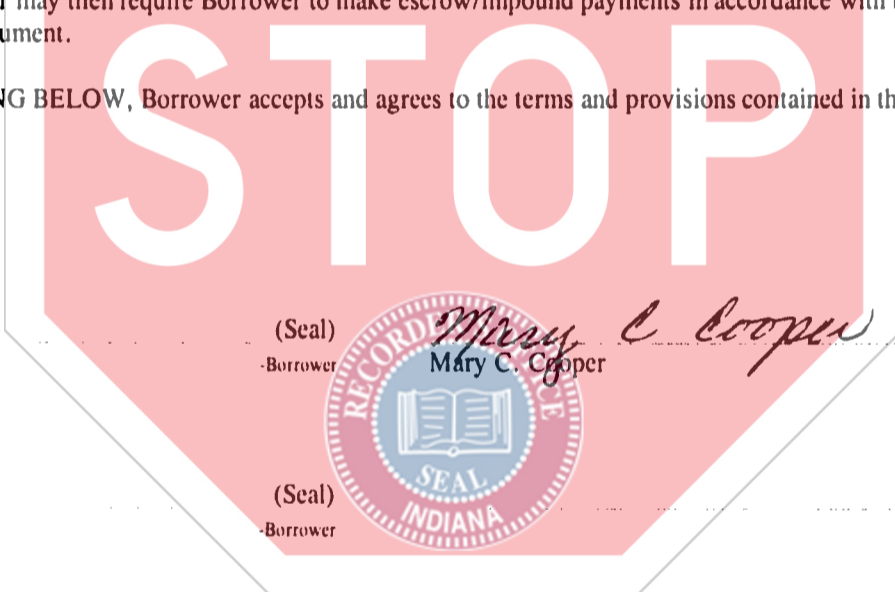 may then require Borrower to make escrow/impound payments in accordance with
ument.
NG BELOW, Borrower accepts and agrees to the terms and provisions contained in th
STOP
(Seal)
-Borrower
Mary C Cooper
Mary C. Cooper
RECORDER OFFICE
SEAL
INDIANA
(Seal)
-Borrower